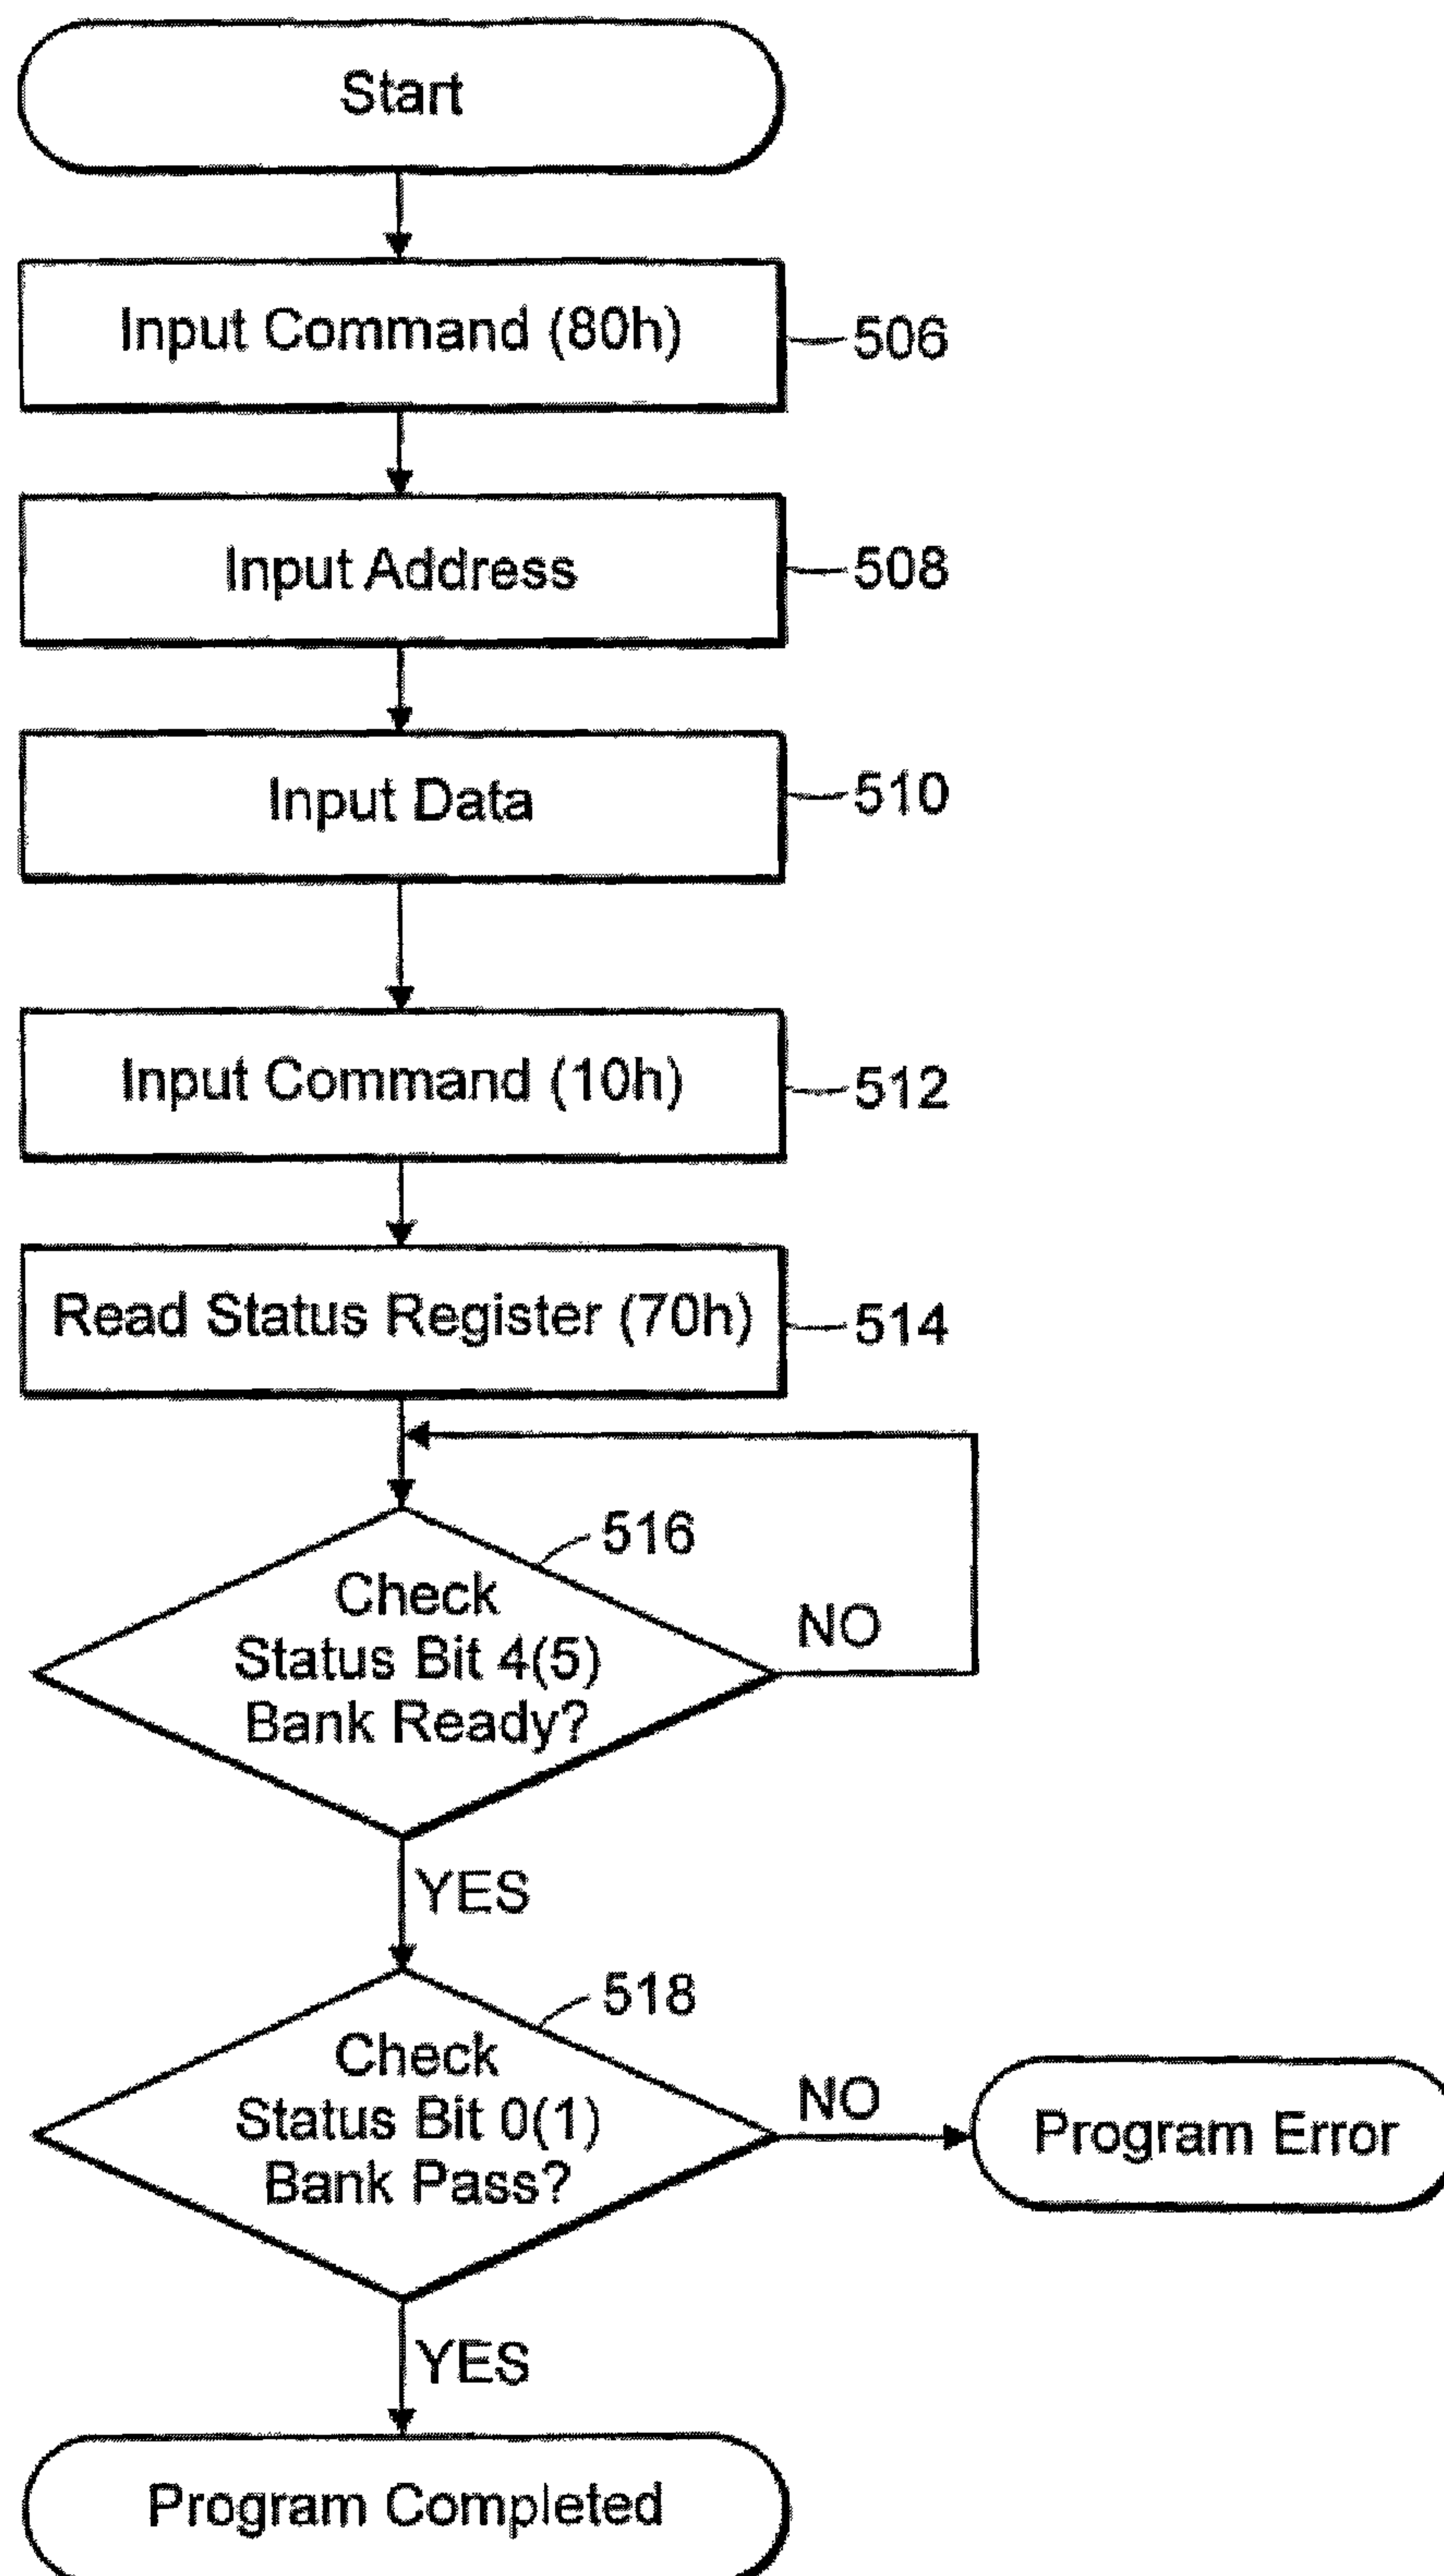 Start
Input Command (80h)
506
Input Address
508
Input Data
510
Input Command (10h)
512
Read Status Register (70h)
514
516
Check
Status Bit 4(5)
Bank Ready?
NO
YES
518
Check
Status Bit 0(1)
Bank Pass?
NO
Program Error
YES
Program Completed